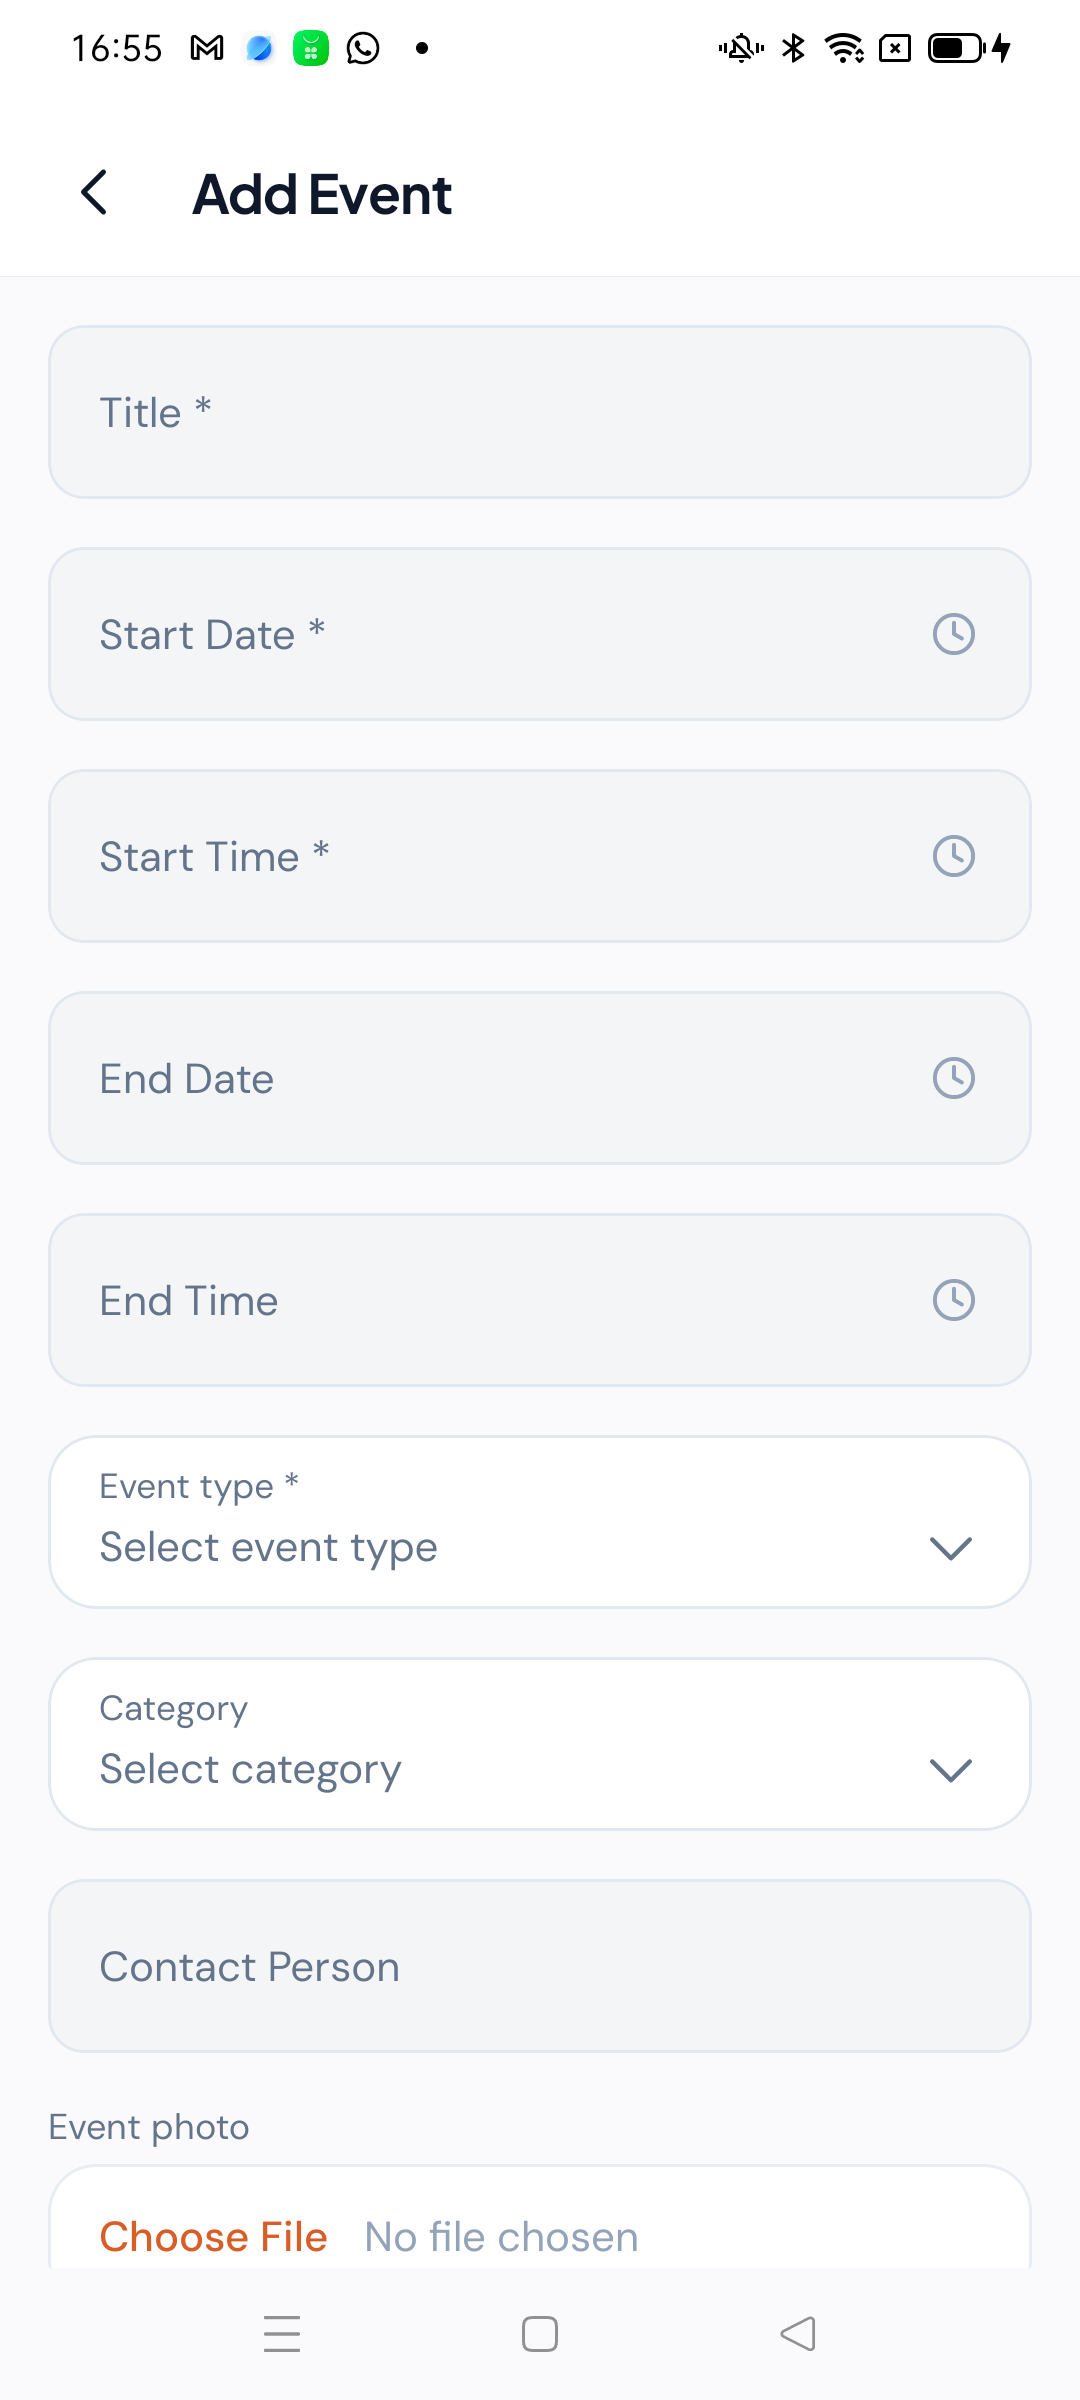 16:55
Add Event
Title *
Start Date *
Start Time *
End Date
End Time
Event type *
Select event type
Category
Select category
Contact Person
Event photo
Choose File No file chosen